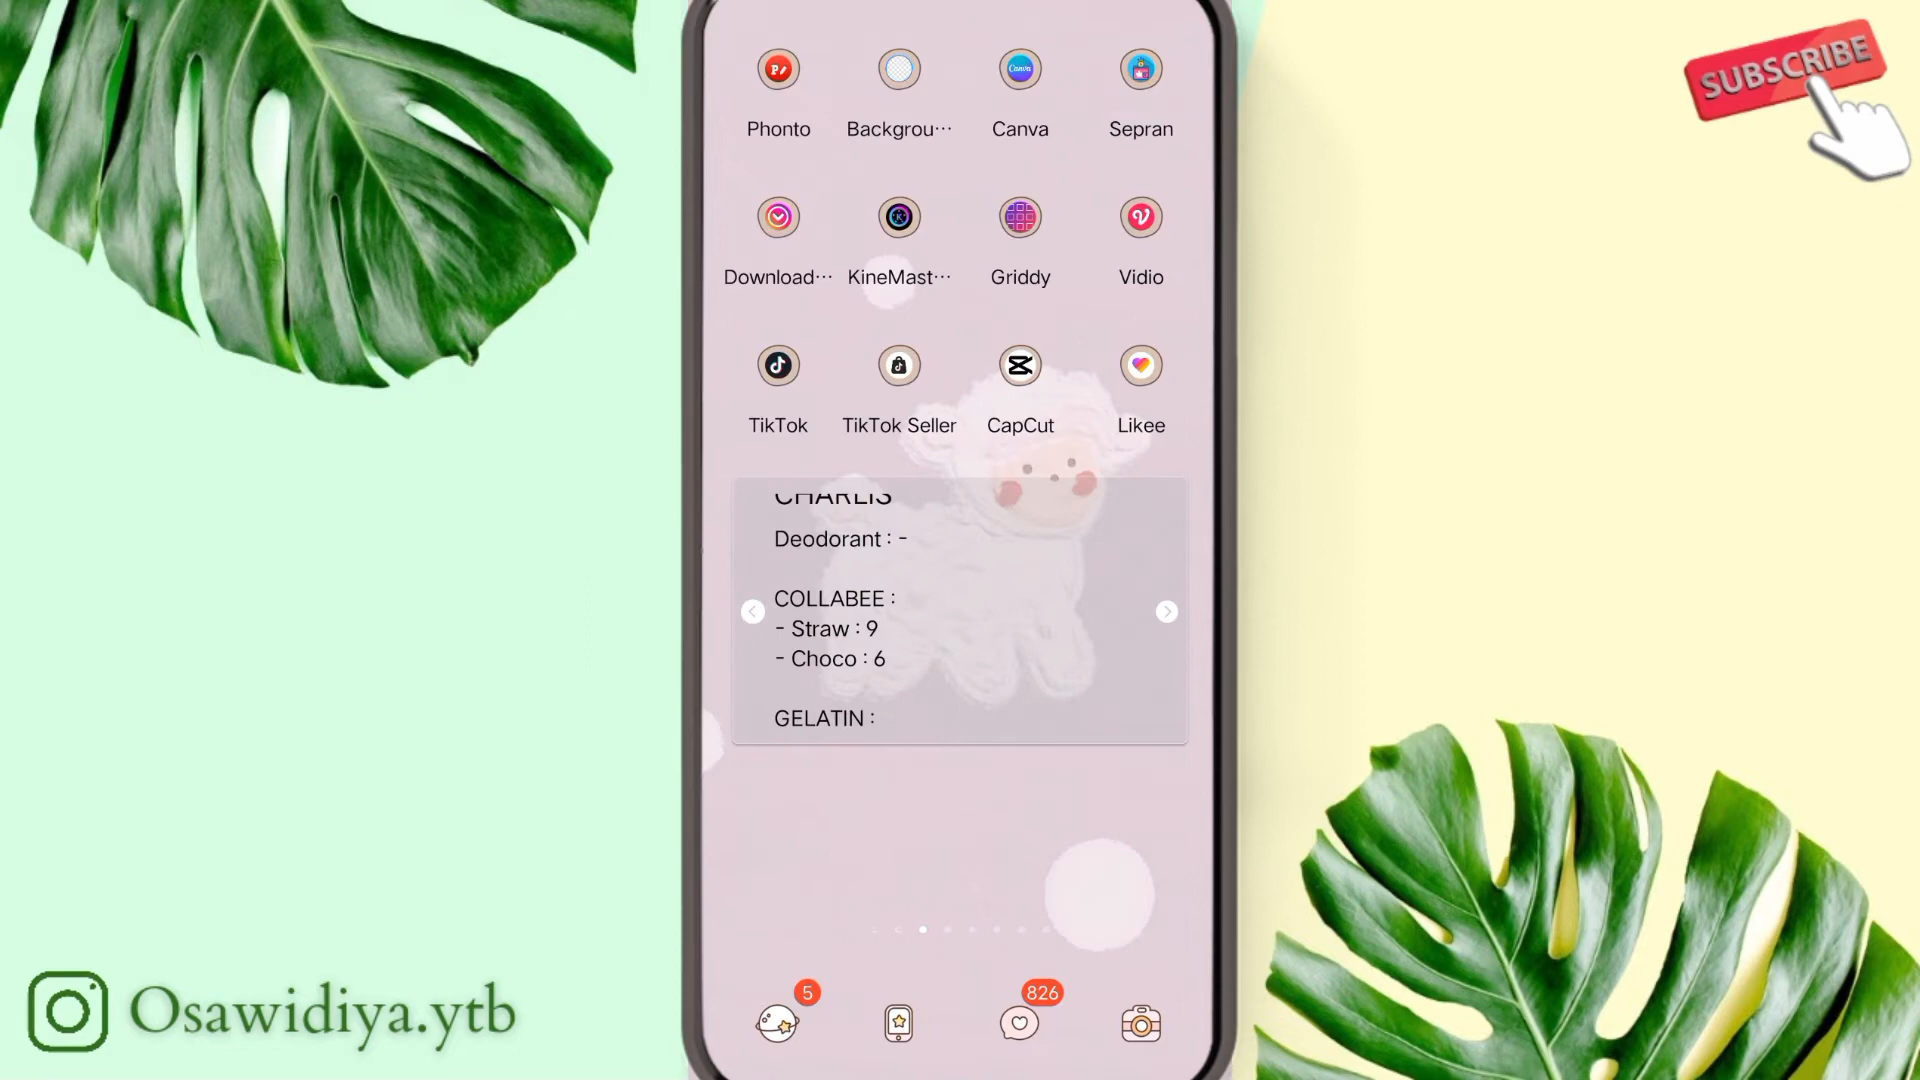 SUBSCRIBE
Phonto Backgrou··· Canva Sepran
Download··· KineMast··· Griddy Vidio
TikTok TikTok Seller CapCut Likee
CHARLIS
Deodorant : -
COLLABEE :
- Straw : 9
- Choco : 6
GELATIN :
5 826
Osawidiya.ytb